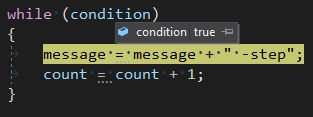 while (condition)
condition true
{
message = message + " -step";
count = count + 1;
}